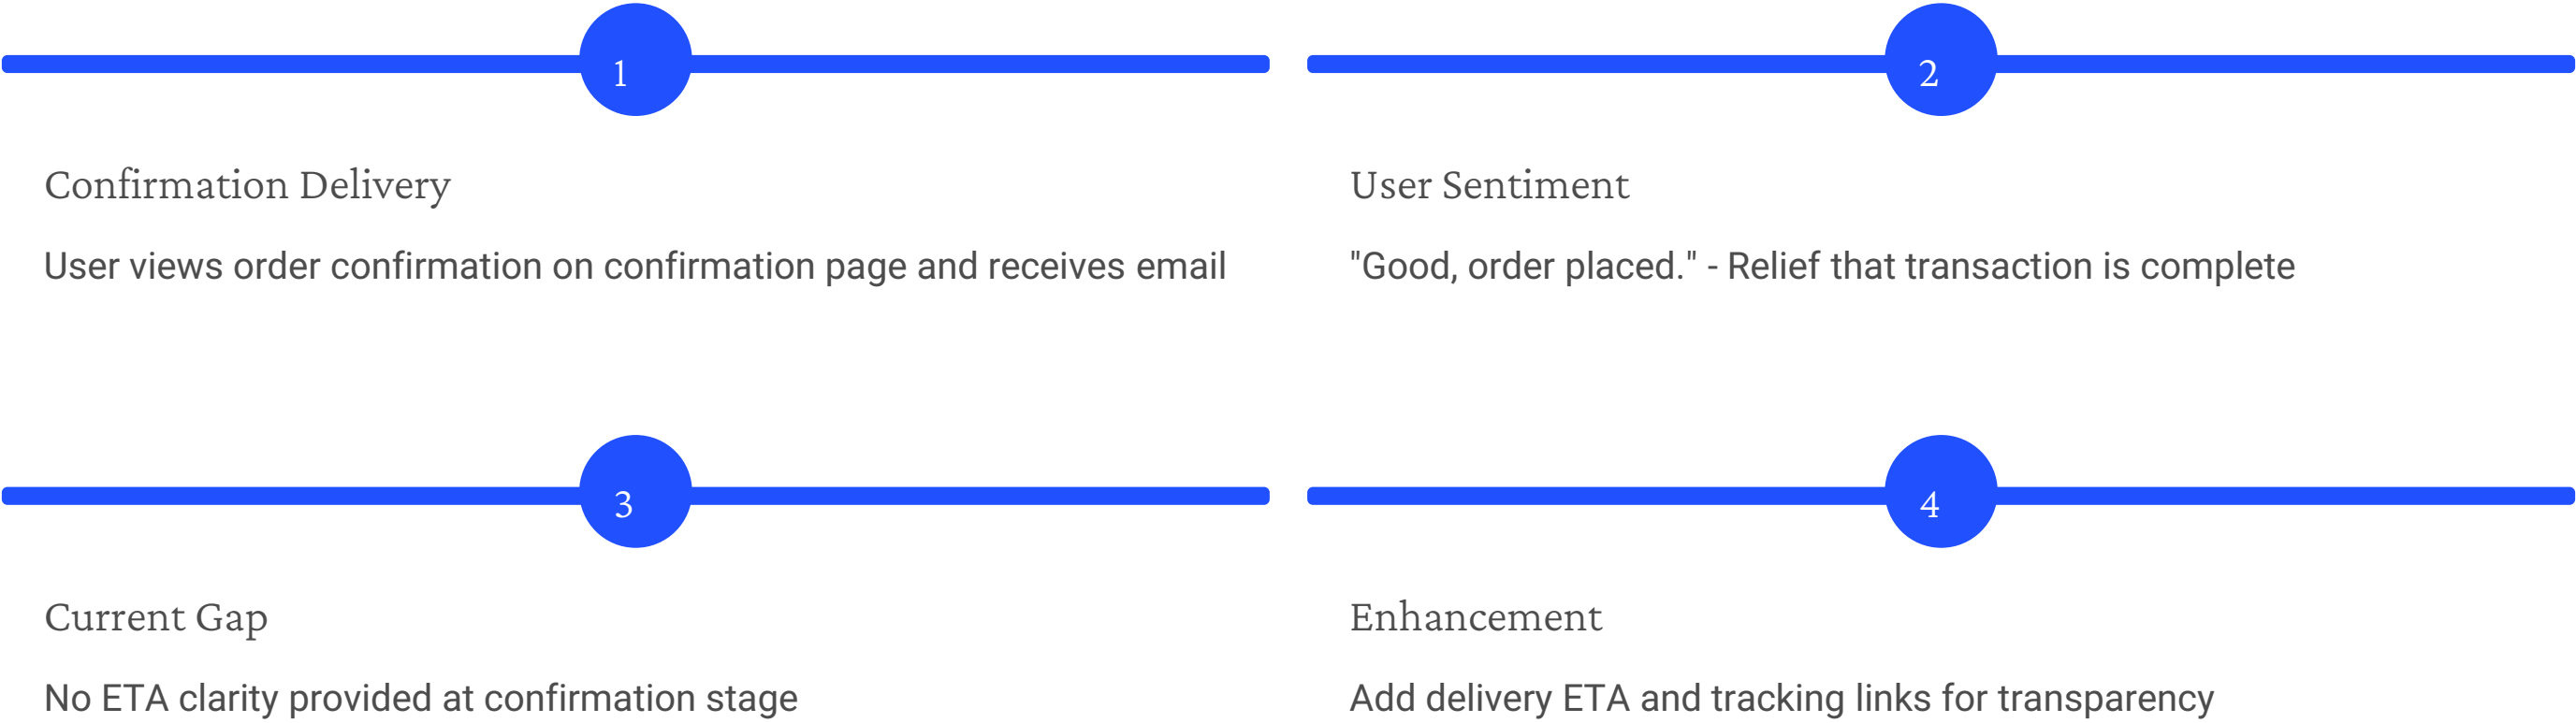 1
Confirmation Delivery
User views order confirmation on confirmation page and receives email
2
User Sentiment
"Good, order placed." - Relief that transaction is complete
3
Current Gap
No ETA clarity provided at confirmation stage
4
Enhancement
Add delivery ETA and tracking links for transparency